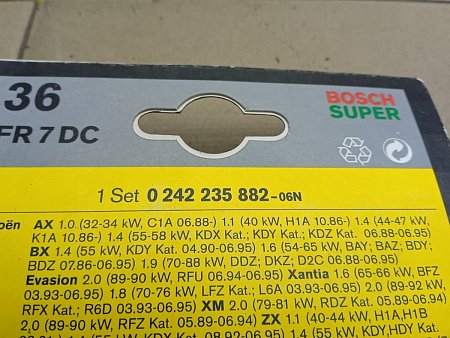 36
FR 7 DC
BOSCH
SUPER
1 Set 0 242 235 882-06N
oën AX 1.0 (32-34 kW, C1A 06.88-) 1.1 (40 kW, H1A 10.86-) 1.4 (44-47 kW,
K1A 10.86-) 1.4 (55-58 kW, KDX Kat.; KDY Kat.; KDZ Kat. 06.88-06.95)
BX 1.4 (55 kW, KDY Kat. 04.90-06.95) 1.6 (54-65 kW, BAY; BAZ; BDY;
BDZ 07.86-06.95) 1.9 (70-88 kW, DDZ; DKZ; D2C 06.88-06.95)
Evasion 2.0 (89-90 kW, RFU 06.94-06.95) Xantia 1.6 (65-66 kW, BFZ
03.93-06.95) 1.8 (70-76 kW, LFZ Kat.; L6A 03.93-06.95) 2.0 (89-92 kW,
RFX Kat.; R6D 03.93-06.95) XM 2.0 (79-81 kW, RDZ Kat. 05.89-06.94)
2,0 (89-90 kW, RFZ Kat. 05.89-06.94) ZX 1.1 (40-44 kW, H1A,H1B
1.4 (55 kW, KDY,HDY Kat.